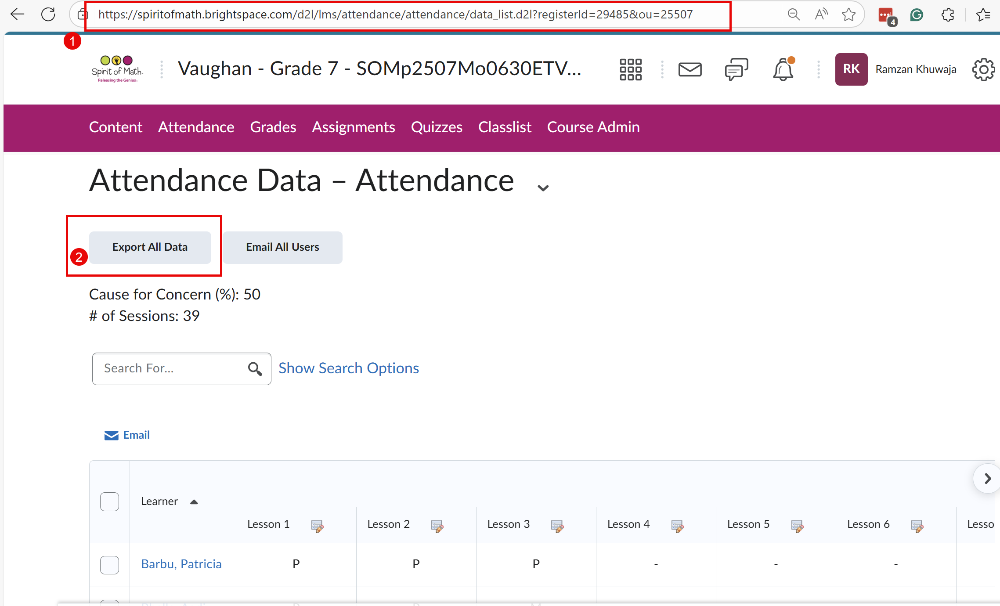 https://spiritofmath.brightspace.com/d2l/lms/attendance/attendance/data_list.d2l?registerId=29485&ou=25507
4
1
Spirit of Math
Releasing the Genius
Vaughan - Grade 7 - SOMp2507Mo0630ETV...
RK
Ramzan Khuwaja
Content Attendance Grades Assignments Quizzes Classlist Course Admin
Attendance Data – Attendance
Export All Data
Email All Users
2
Cause for Concern (%): 50
# of Sessions: 39
Search For...
Show Search Options
Email
Learner
Lesson 1 Lesson 2 Lesson 3 Lesson 4 Lesson 5 Lesson 6 Lesso
Barbu, Patricia P P P - - -